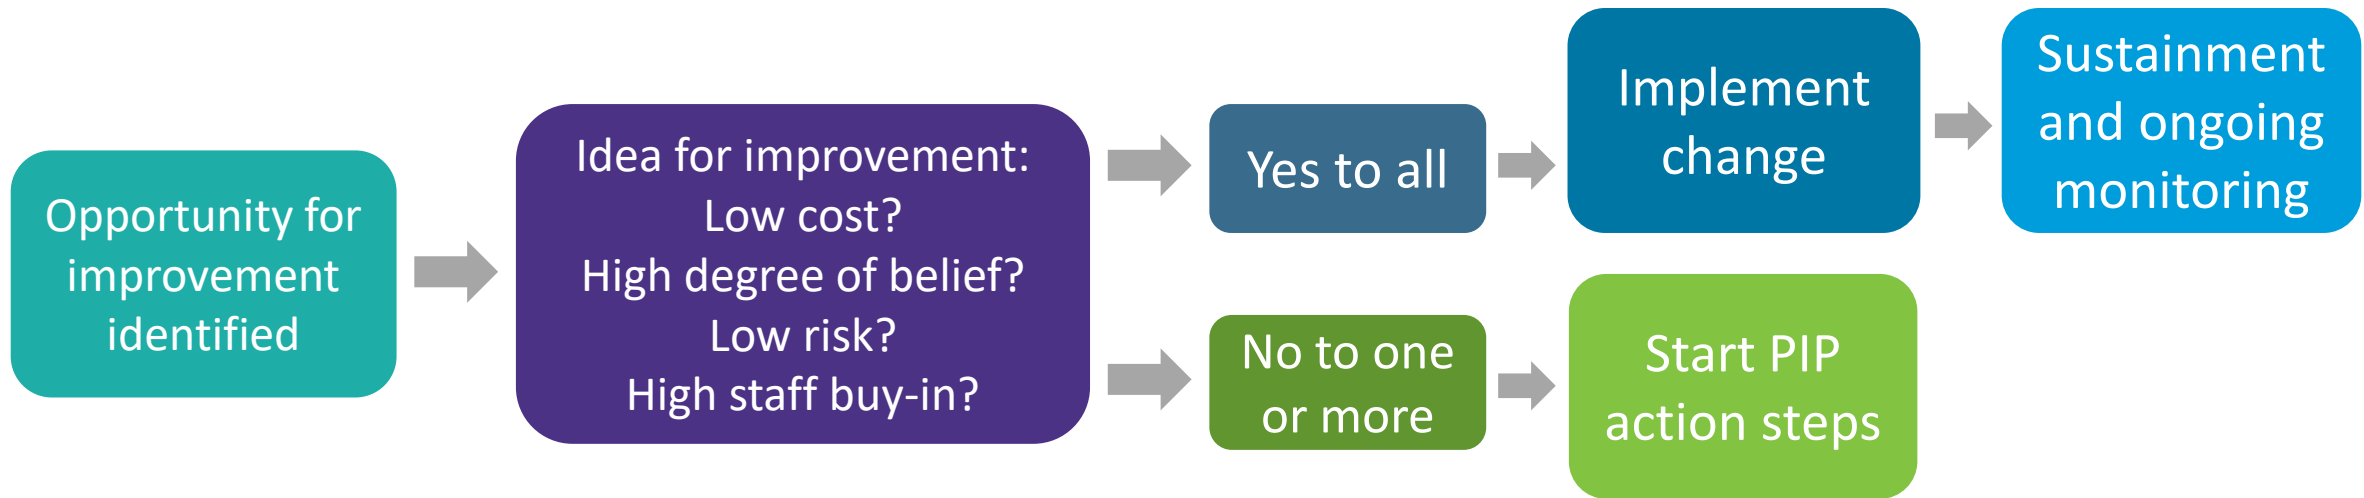 Opportunity for
improvement
identified
Idea for improvement:
Low cost?
High degree of belief?
Low risk?
High staff buy-in?
Yes to all
Implement
change
Sustainment
and ongoing
monitoring
No to one
or more
Start PIP
action steps